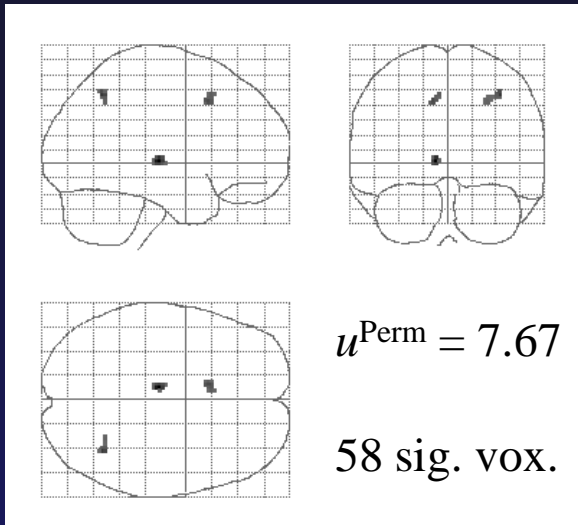 u^Perm = 7.67
58 sig. vox.